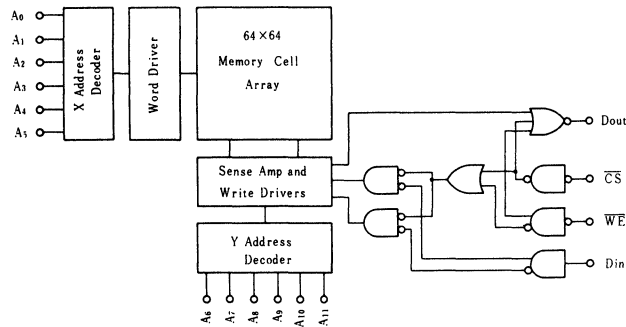 A0
A1
A2
A3
A4
A5
X Address
Decoder
Word Driver
64×64
Memory Cell
Array
Sense Amp and
Write Drivers
Y Address
Decoder
A6
A7
A8
A9
A10
A11
Dout
CS
WE
Din